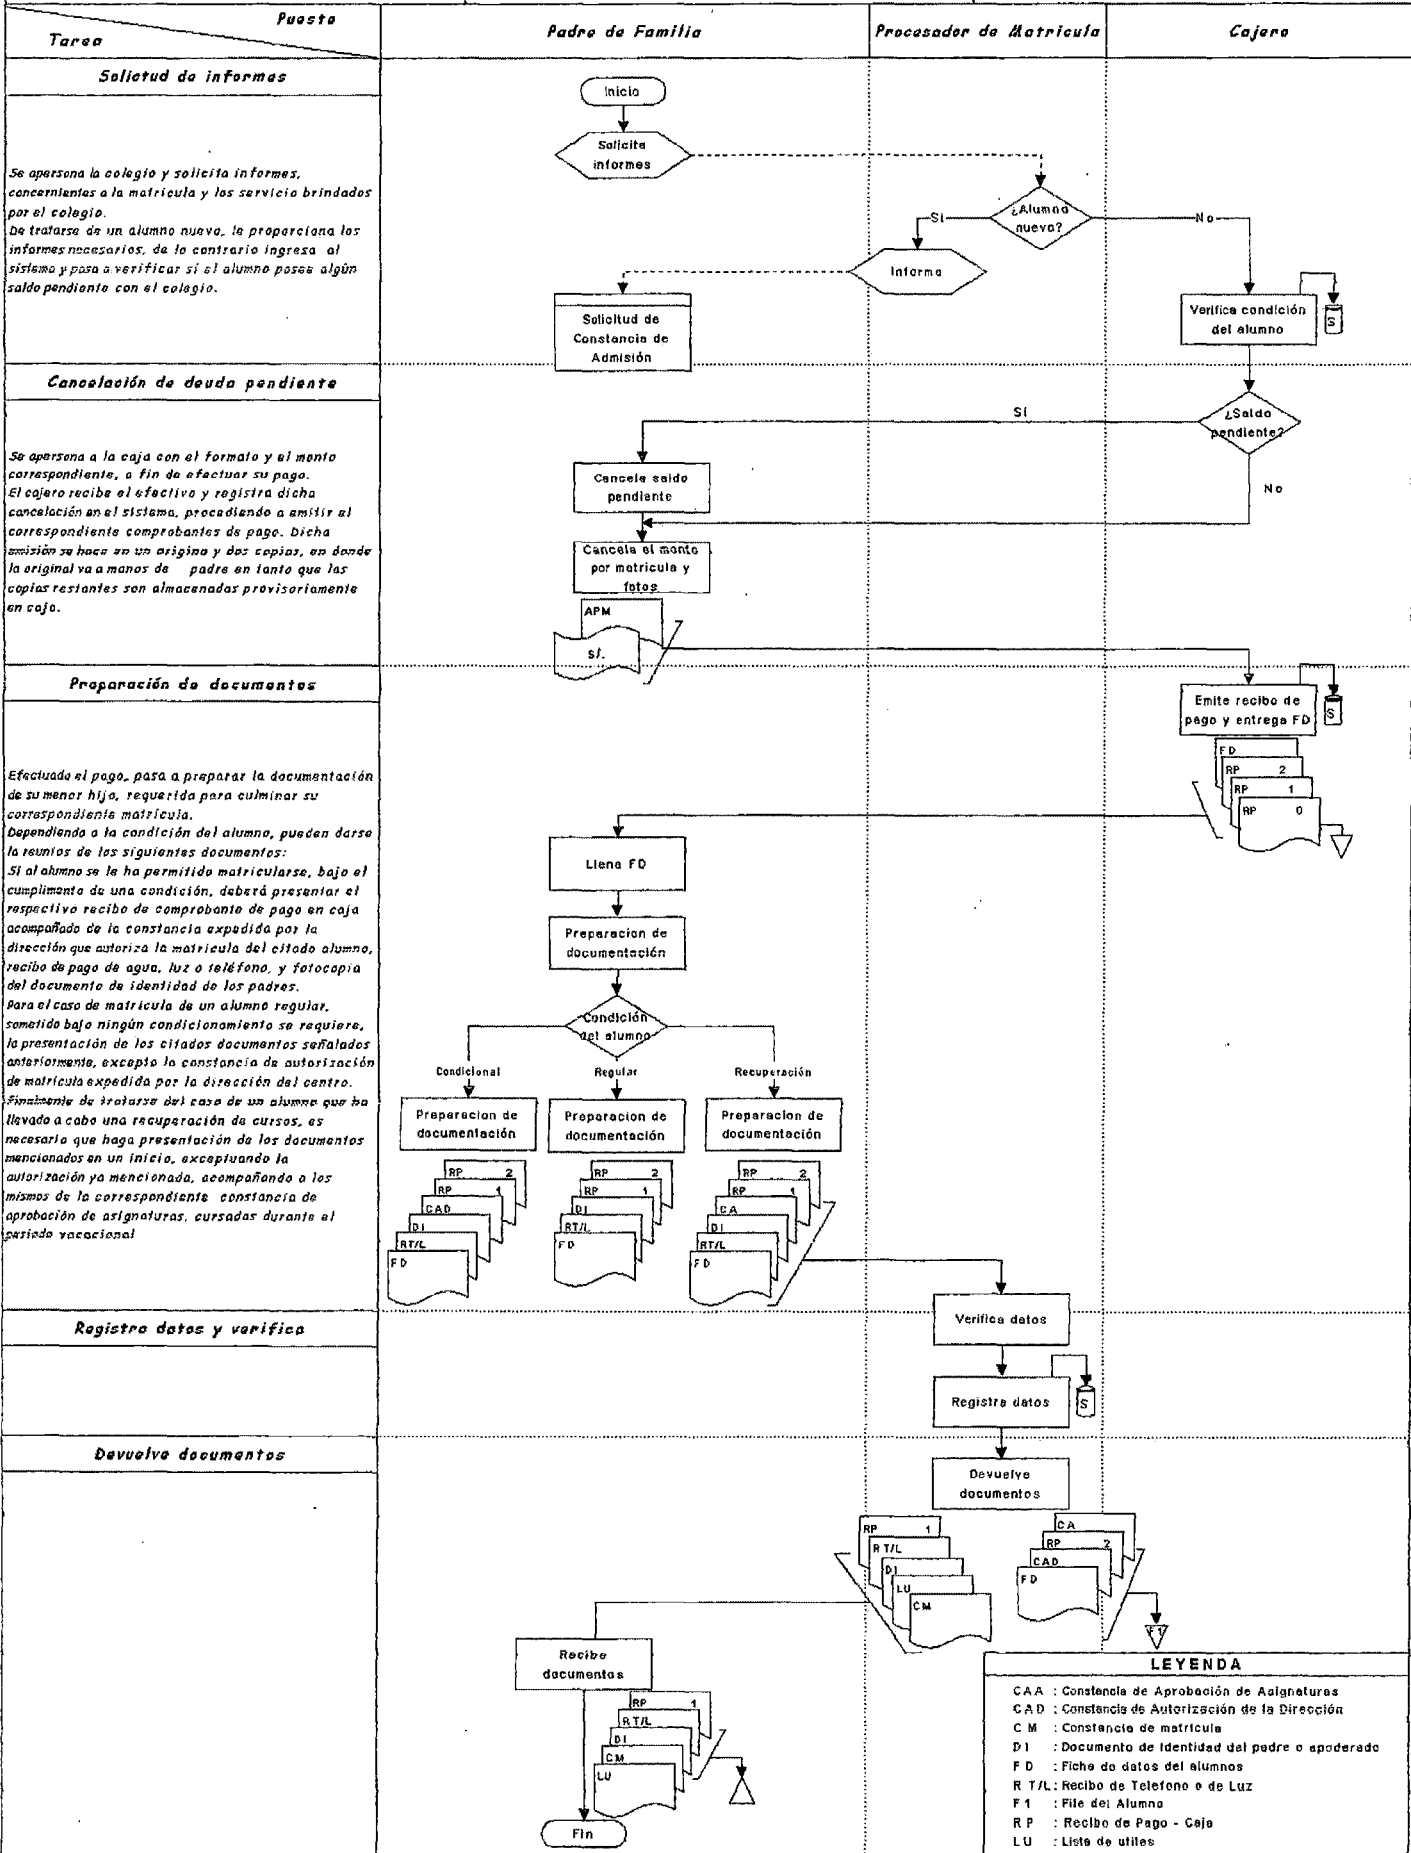 Puesto
Tarea
Padre de Familia
Procesador de Matricula
Cajero
Solictud de informes
Inicio
Solicita
informes
Se apersona la colegio y solicita informes,
concernientes a la matricula y los servicio brindados
por el colegio.
De tratarse de un alumno nuevo, le proporciona los
informes necesarios, de lo contrario ingresa al
sistema y pasa a verificar sí el alumno posee algún
saldo pendiente con el colegio.
¿Alumno
nuevo?
Si
No
Informa
Solicitud de
Constancia de
Admisión
Verifica condición
del alumno
S
Cancelación de deuda pendiente
¿Saldo
pendiente?
Sí
No
Se apersona a la caja con el formato y el monto
correspondiente, a fin de efectuar su pago.
El cajero recibe el efectivo y registra dicha
cancelación en el sistema, procediendo a emitir el
correspondiente comprobantes de pago. Dicha
emisión se hace en un origina y dos copias, en donde
la original va a manos de padre en tanto que las
copias restantes son almacenadas provisoriamente
en caja.
Cancela saldo
pendiente
Cancela el monto
por matricula y
fotos
APM
S/.
Preparación de documentos
Emite recibo de
pago y entrega FD
S
FD
RP 2
RP 1
RP 0
Efectuado el pago, pasa a preparar la documentación
de su menor hijo, requerida para culminar su
correspondiente matrícula.
Dependiendo a la condición del alumno, pueden darse
la reunios de los siguientes documentos:
Sí al alumno se le ha permitido matricularse, bajo el
cumplimento de una condición, deberá presentar el
respectivo recibo de comprobante de pago en caja
acompañado de la constancia expedida por la
dirección que autoriza la matricula del citado alumno,
recibo de pago de agua, luz o teléfono, y fotocopia
del documento de identidad de los padres.
Para el caso de matrícula de un alumno regular,
sometido bajo ningún condicionamiento se requiere,
la presentación de los citados documentos señalados
anteriormente, excepto la constancia de autorización
de matrícula expedida por la dirección del centro.
Finalmente de tratarse del caso de un alumno que ha
llevado a cabo una recuperación de cursos, es
necesario que haga presentación de los documentos
mencionados en un inicio, exceptuando la
autorización ya mencionada, acompañando a los
mismos de la correspondiente constancia de
aprobación de asignaturas, cursadas durante el
periodo vacacional
Llena FD
Preparacion de
documentación
Condición
del alumno
Condicional
Regular
Recuperación
Preparacion de
documentación
Preparacion de
documentación
Preparacion de
documentación
RP 2
RP 1
CAD
DI
RT/L
FD
RP 2
RP 1
DI
RT/L
FD
RP 2
RP 1
CA
DI
RT/L
FD
Registra datos y verifica
Verifica datos
Registra datos
S
Devuelve documentos
Devuelve
documentos
RP 1
R T/L
DI
LU
CM
CA
RP 2
CAD
FD
F1
Recibe
documentos
RP 1
R T/L
DI
CM
LU
Fin
LEYENDA
CAA : Constancia de Aprobación de Asignaturas
CAD : Constancia de Autorización de la Dirección
CM : Constancia de matrícula
DI : Documento de Identidad del padre o apoderado
FD : Ficha de datos del alumnos
R T/L: Recibo de Telefono o de Luz
F1 : File del Alumno
RP : Recibo de Pago - Caja
LU : Lista de utiles